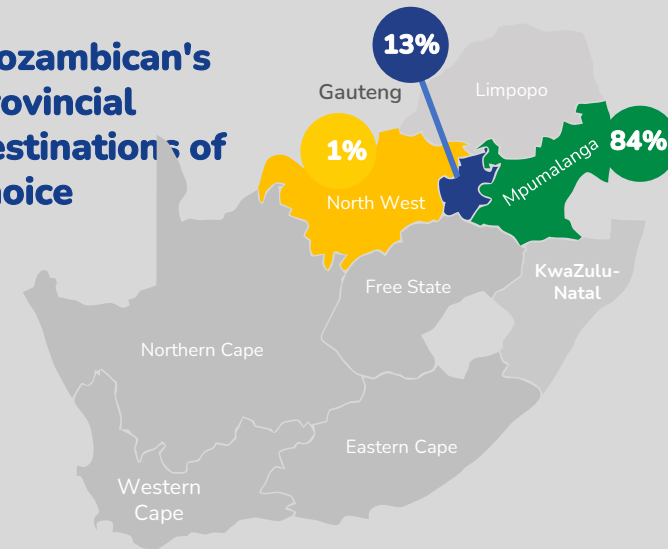 ozambican's
rovincial
estinations of
oice
13%
Gauteng
Limpopo
1%
84%
Mpumalanga
North West
KwaZulu-
Natal
Free State
Northern Cape
Eastern Cape
Western
Cape